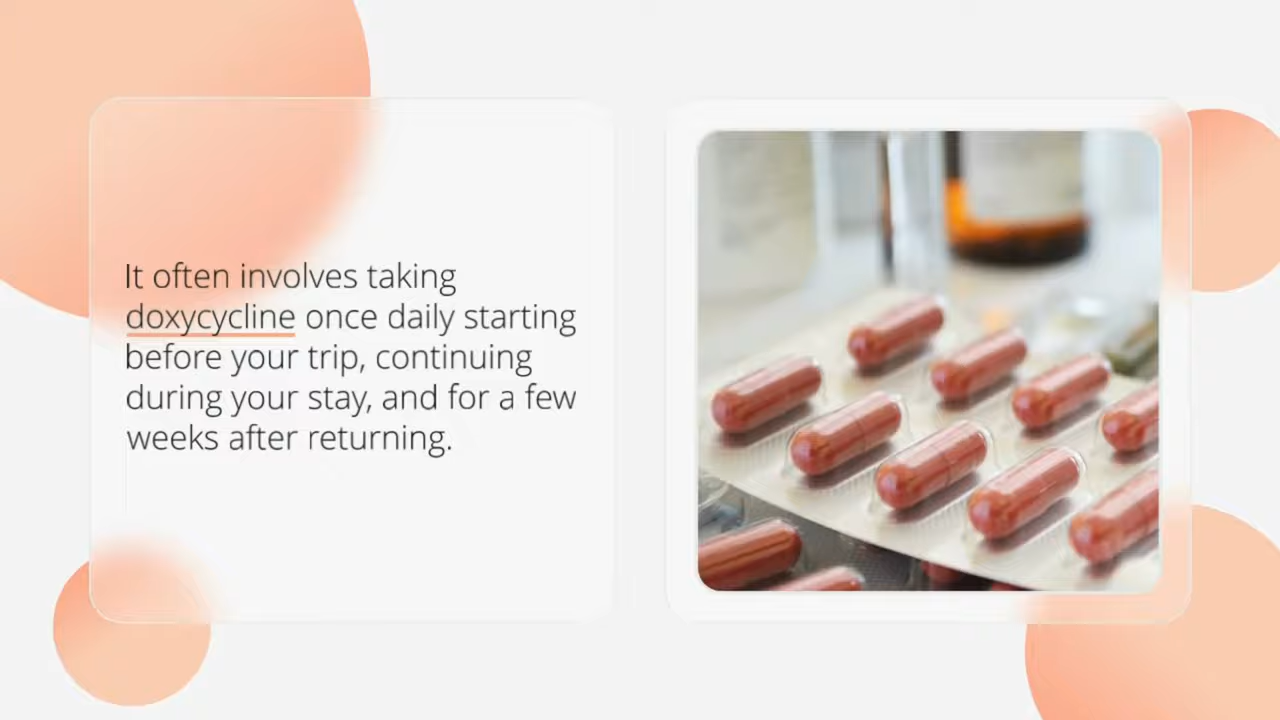 It often involves taking
doxycycline once daily starting
before your trip, continuing
during your stay, and for a few
weeks after returning.